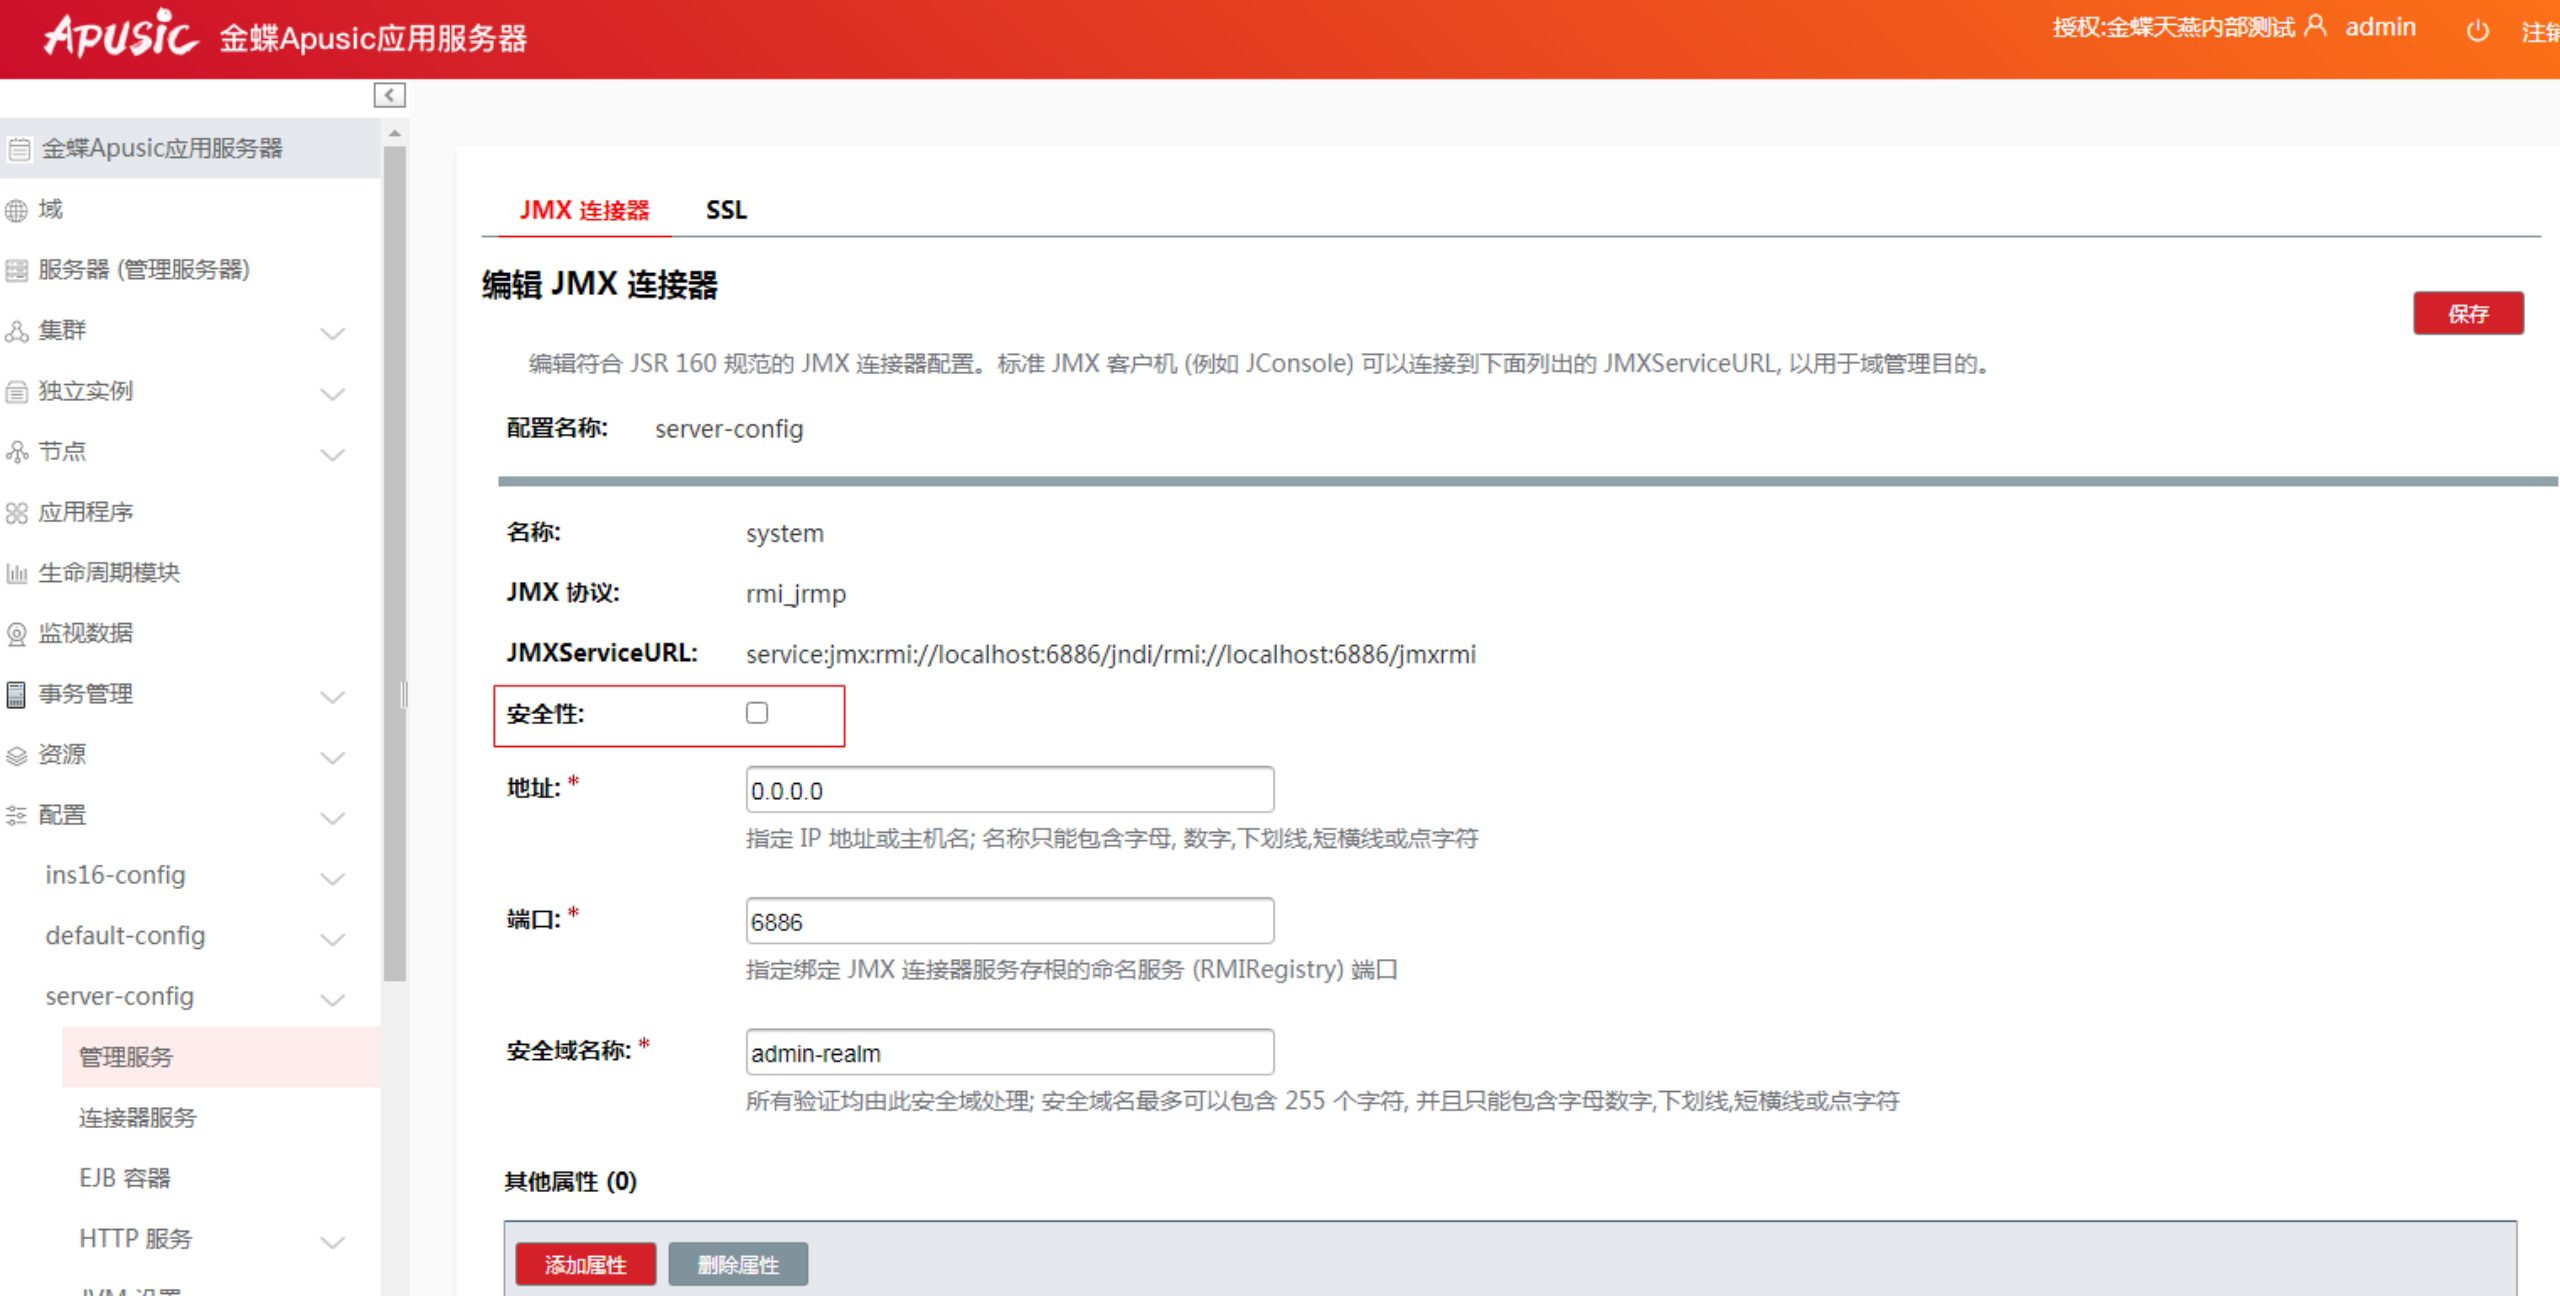 APUSIC 金蝶Apusic应用服务器
授权:金蝶天燕内部测试 admin 注销
金蝶Apusic应用服务器
域
服务器 (管理服务器)
集群
独立实例
节点
应用程序
生命周期模块
监视数据
事务管理
资源
配置
ins16-config
default-config
server-config
管理服务
连接器服务
EJB 容器
HTTP 服务
JVM 设置
JMX 连接器 SSL
编辑 JMX 连接器
保存
编辑符合 JSR 160 规范的 JMX 连接器配置。标准 JMX 客户机 (例如 JConsole) 可以连接到下面列出的 JMXServiceURL, 以用于域管理目的。
配置名称: server-config
名称: system
JMX 协议: rmi_jrmp
JMXServiceURL: service:jmx:rmi://localhost:6886/jndi/rmi://localhost:6886/jmxrmi
安全性:
地址: * 0.0.0.0
指定 IP 地址或主机名; 名称只能包含字母, 数字,下划线,短横线或点字符
端口: * 6886
指定绑定 JMX 连接器服务存根的命名服务 (RMIRegistry) 端口
安全域名称: * admin-realm
所有验证均由此安全域处理; 安全域名最多可以包含 255 个字符, 并且只能包含字母数字,下划线,短横线或点字符
其他属性 (0)
添加属性 删除属性